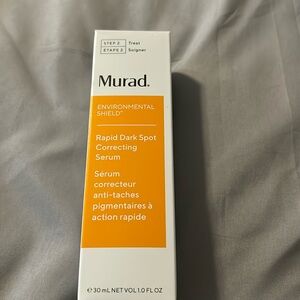 STEP 2 Treat
ÉTAPE 2 Soigner
Murad.
ENVIRONMENTAL
SHIELD™
Rapid Dark Spot
Correcting
Serum
Sérum
correcteur
anti-taches
pigmentaires à
action rapide
℮ 30 mL NET VOL 1.0 FL OZ